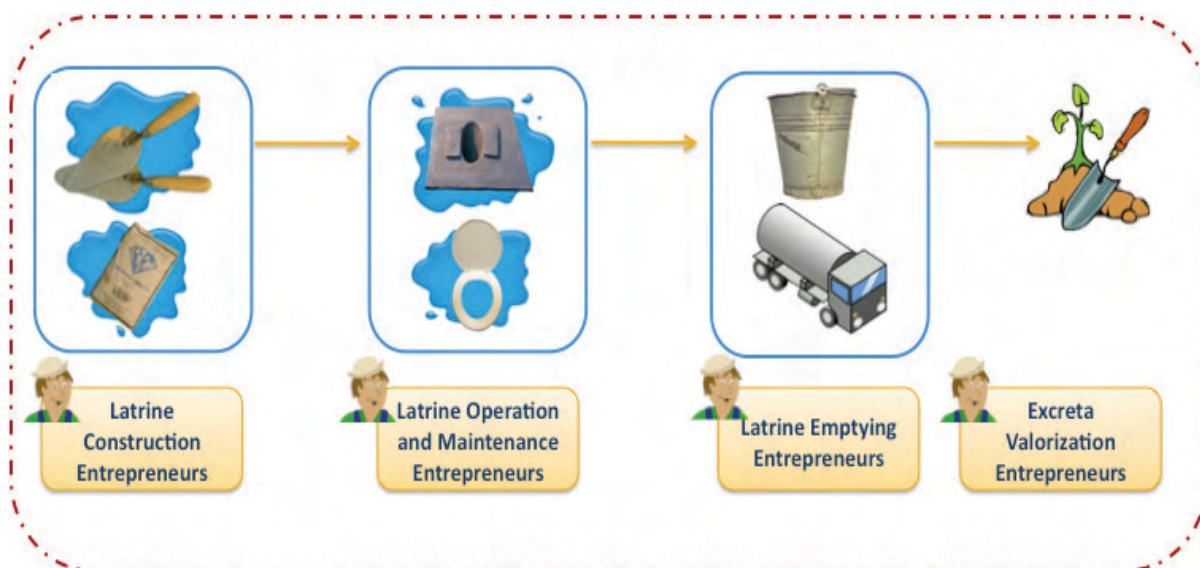 Latrine
Construction
Entrepreneurs
Latrine Operation
and Maintenance
Entrepreneurs
Latrine Emptying
Entrepreneurs
Excreta
Valorization
Entrepreneurs